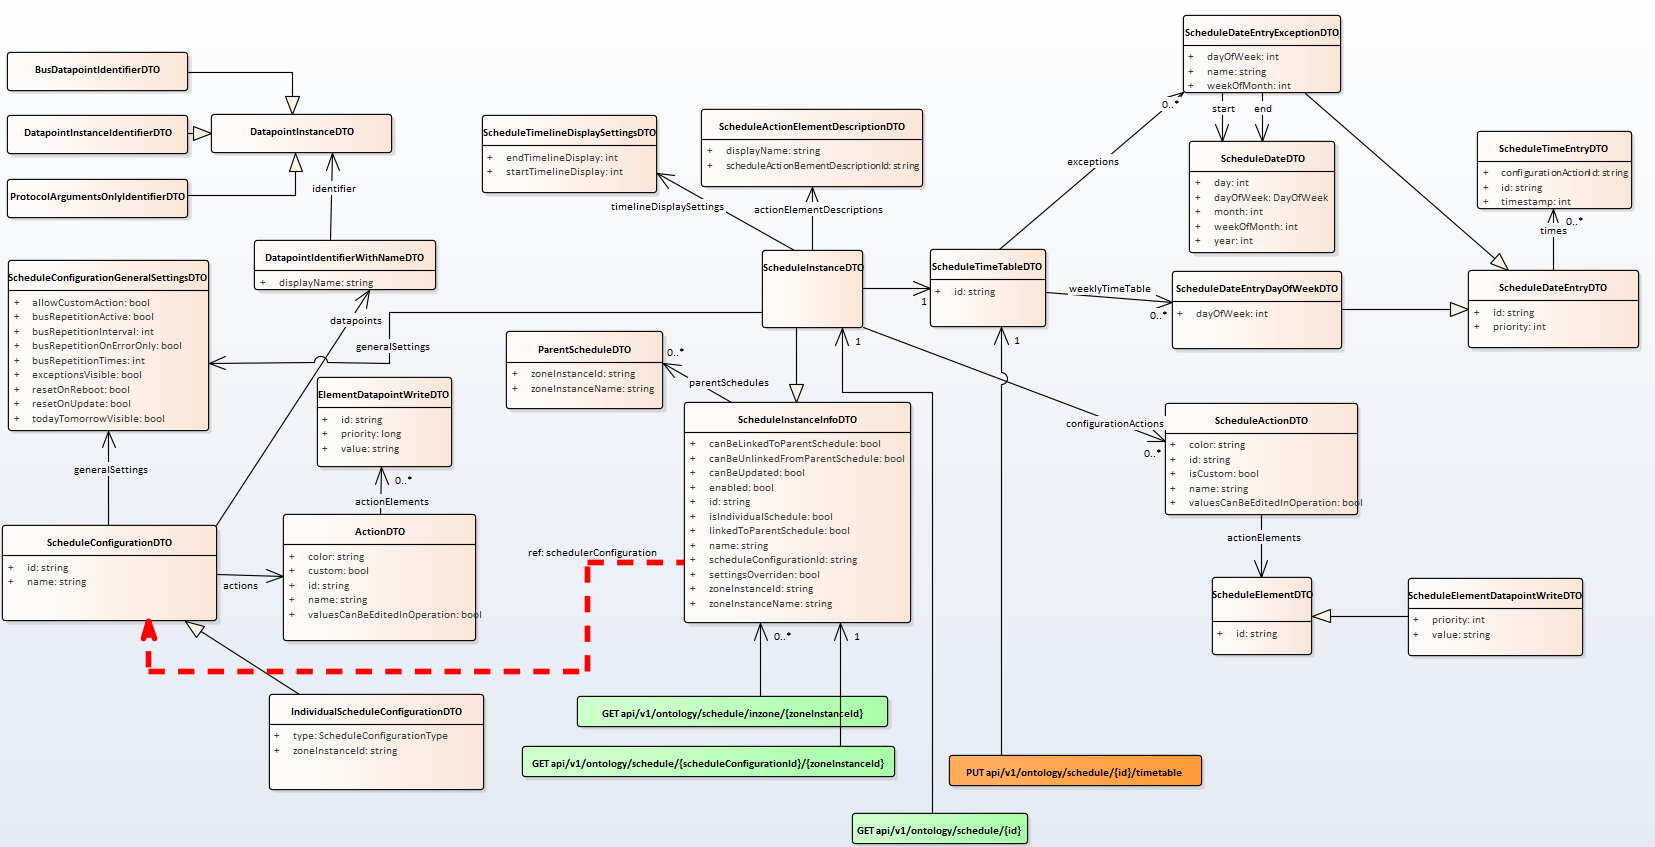 BusDatapointIdentifierDTO
DatapointInstanceIdentifierDTO
ProtocolArgumentsOnlyIdentifierDTO
DatapointInstanceDTO
identifier
DatapointIdentifierWithNameDTO
+ displayName: string
datapoints
ScheduleConfigurationGeneralSettingsDTO
+ allowCustomAction: bool
+ busRepetitionActive: bool
+ busRepetitionInterval: int
+ busRepetitionOnErrorOnly: bool
+ busRepetitionTimes: int
+ exceptionsVisible: bool
+ resetOnReboot: bool
+ resetOnUpdate: bool
+ todayTomorrowVisible: bool
generalSettings
generalSettings
ElementDatapointWriteDTO
+ id: string
+ priority: long
+ value: string
0..*
actionElements
ScheduleConfigurationDTO
+ id: string
+ name: string
actions
ActionDTO
+ color: string
+ custom: bool
+ id: string
+ name: string
+ valuesCanBeEditedInOperation: bool
IndividualScheduleConfigurationDTO
+ type: ScheduleConfigurationType
+ zoneInstanceId: string
ScheduleTimelineDisplaySettingsDTO
+ endTimelineDisplay: int
+ startTimelineDisplay: int
timelineDisplaySettings
ScheduleActionElementDescriptionDTO
+ displayName: string
+ scheduleActionBementDescriptionId: string
actionElementDescriptions
ScheduleInstanceDTO
1
1
ParentScheduleDTO
+ zoneInstanceId: string
+ zoneInstanceName: string
0..*
parentSchedules
ScheduleInstanceInfoDTO
+ canBeLinkedToParentSchedule: bool
+ canBeUnlinkedFromParentSchedule: bool
+ canBeUpdated: bool
+ enabled: bool
+ id: string
+ isIndividualSchedule: bool
+ linkedToParentSchedule: bool
+ name: string
+ scheduleConfigurationId: string
+ settingsOverriden: bool
+ zoneInstanceId: string
+ zoneInstanceName: string
ref: schedulerConfiguration
0..*
1
GET api/v1/ontology/schedule/inzone/{zoneInstanceId}
GET api/v1/ontology/schedule/{scheduleConfigurationId}/{zoneInstanceId}
GET api/v1/ontology/schedule/{id}
PUT api/v1/ontology/schedule/{id}/timetable
ScheduleTimeTableDTO
+ id: string
1
exceptions
0..*
weeklyTimeTable
0..*
ScheduleDateEntryExceptionDTO
+ dayOfWeek: int
+ name: string
+ weekOfMonth: int
start
end
ScheduleDateDTO
+ day: int
+ dayOfWeek: DayOfWeek
+ month: int
+ weekOfMonth: int
+ year: int
ScheduleDateEntryDayOfWeekDTO
+ dayOfWeek: int
ScheduleTimeEntryDTO
+ configurationActionId: string
+ id: string
+ timestamp: int
0..*
times
ScheduleDateEntryDTO
+ id: string
+ priority: int
configurationActions
0..*
ScheduleActionDTO
+ color: string
+ id: string
+ isCustom: bool
+ name: string
+ valuesCanBeEditedInOperation: bool
actionElements
ScheduleElementDTO
+ id: string
ScheduleElementDatapointWriteDTO
+ priority: int
+ value: string